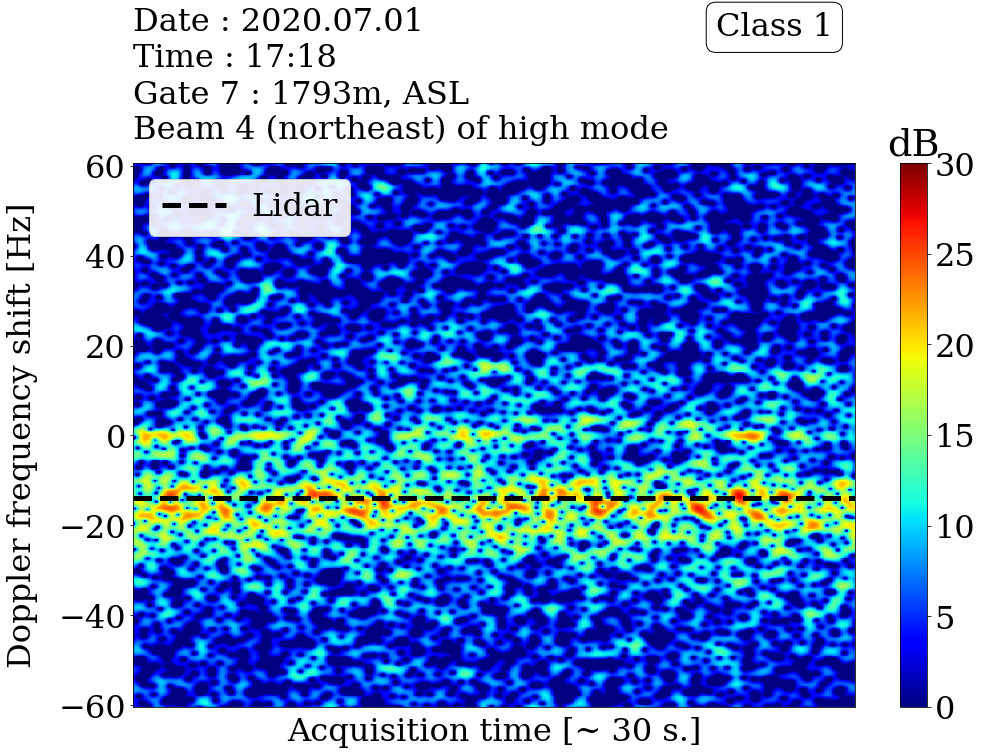 Date : 2020.07.01
Time : 17:18
Gate 7 : 1793m, ASL
Beam 4 (northeast) of high mode
Class 1
dB
Lidar
60
40
20
0
−20
−40
−60
Doppler frequency shift [Hz]
Acquisition time [~ 30 s.]
30
25
20
15
10
5
0